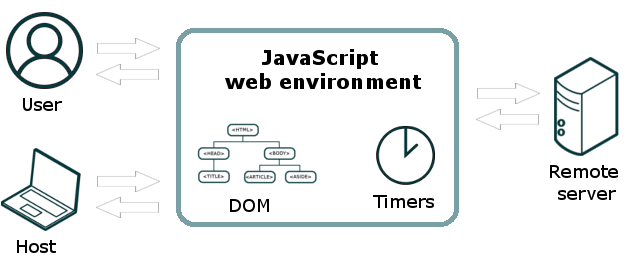 JavaScript
web environment
User
<HTML>
<HEAD>
<BODY>
<TITLE>
<ARTICLE>
<ASIDE>
DOM
Timers
Host
Remote
server